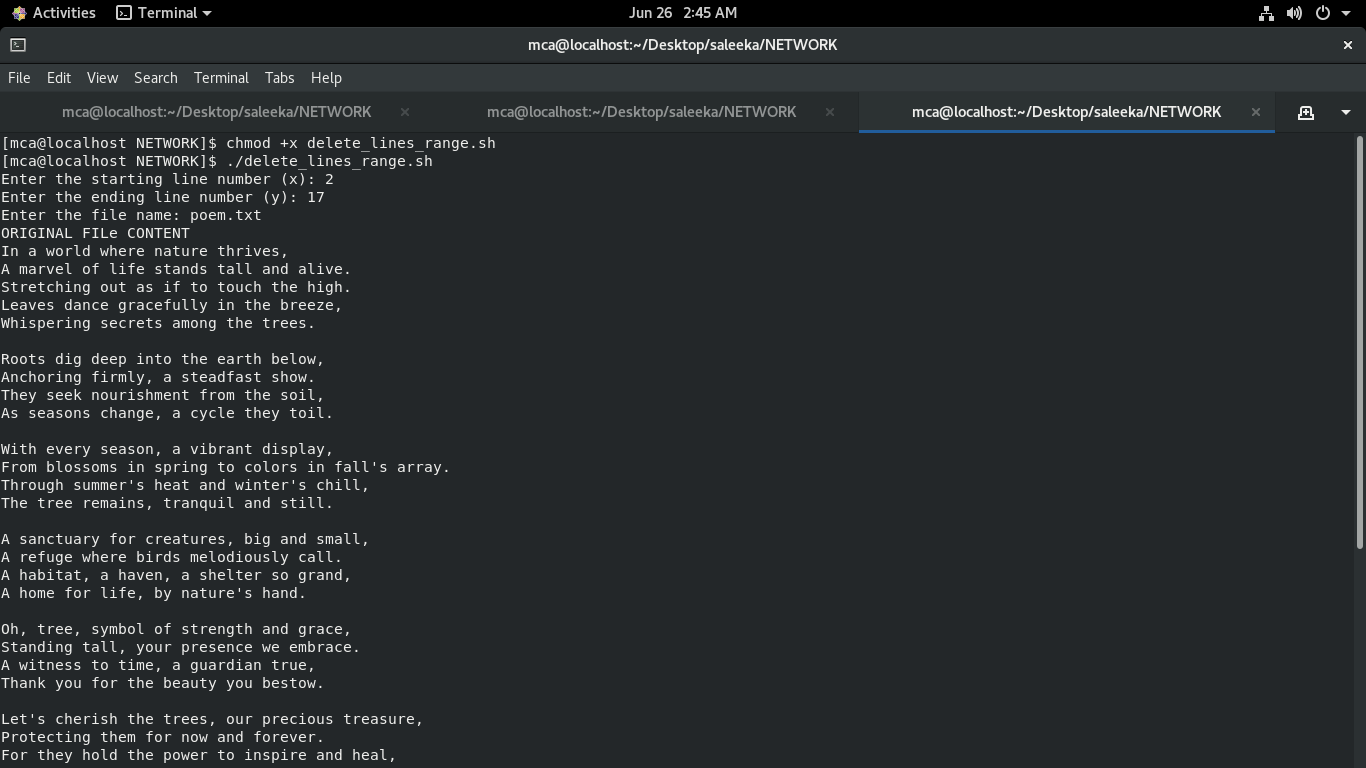 Activities Terminal Jun 26 2:45 AM
mca@localhost:~/Desktop/saleeka/NETWORK
File Edit View Search Terminal Tabs Help
mca@localhost:~/Desktop/saleeka/NETWORK mca@localhost:~/Desktop/saleeka/NETWORK mca@localhost:~/Desktop/saleeka/NETWORK
[mca@localhost NETWORK]$ chmod +x delete_lines_range.sh
[mca@localhost NETWORK]$ ./delete_lines_range.sh
Enter the starting line number (x): 2
Enter the ending line number (y): 17
Enter the file name: poem.txt
ORIGINAL FILe CONTENT
In a world where nature thrives,
A marvel of life stands tall and alive.
Stretching out as if to touch the high.
Leaves dance gracefully in the breeze,
Whispering secrets among the trees.

Roots dig deep into the earth below,
Anchoring firmly, a steadfast show.
They seek nourishment from the soil,
As seasons change, a cycle they toil.

With every season, a vibrant display,
From blossoms in spring to colors in fall's array.
Through summer's heat and winter's chill,
The tree remains, tranquil and still.

A sanctuary for creatures, big and small,
A refuge where birds melodiously call.
A habitat, a haven, a shelter so grand,
A home for life, by nature's hand.

Oh, tree, symbol of strength and grace,
Standing tall, your presence we embrace.
A witness to time, a guardian true,
Thank you for the beauty you bestow.

Let's cherish the trees, our precious treasure,
Protecting them for now and forever.
For they hold the power to inspire and heal,